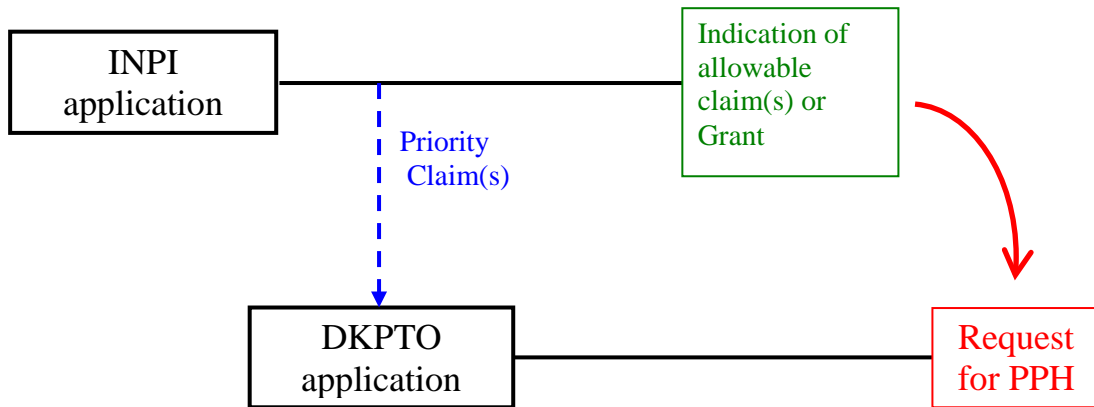 INPI
application
Indication of
allowable
claim(s) or
Grant
Priority
Claim(s)
DKPTO
application
Request
for PPH